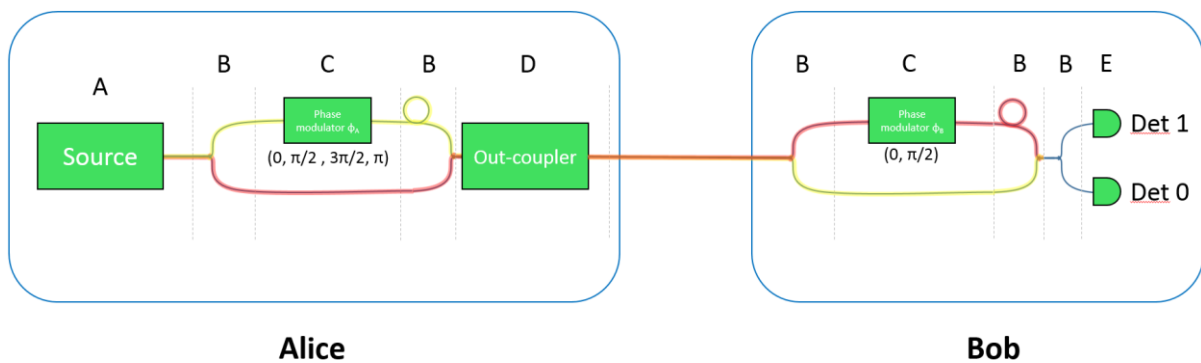 A
B
C
B
D
B
C
B
B
E
Source
Phase
modulator ϕA
(0, π/2 , 3π/2, π)
Out-coupler
Phase
modulator ϕB
(0, π/2)
Det 1
Det 0
Alice
Bob